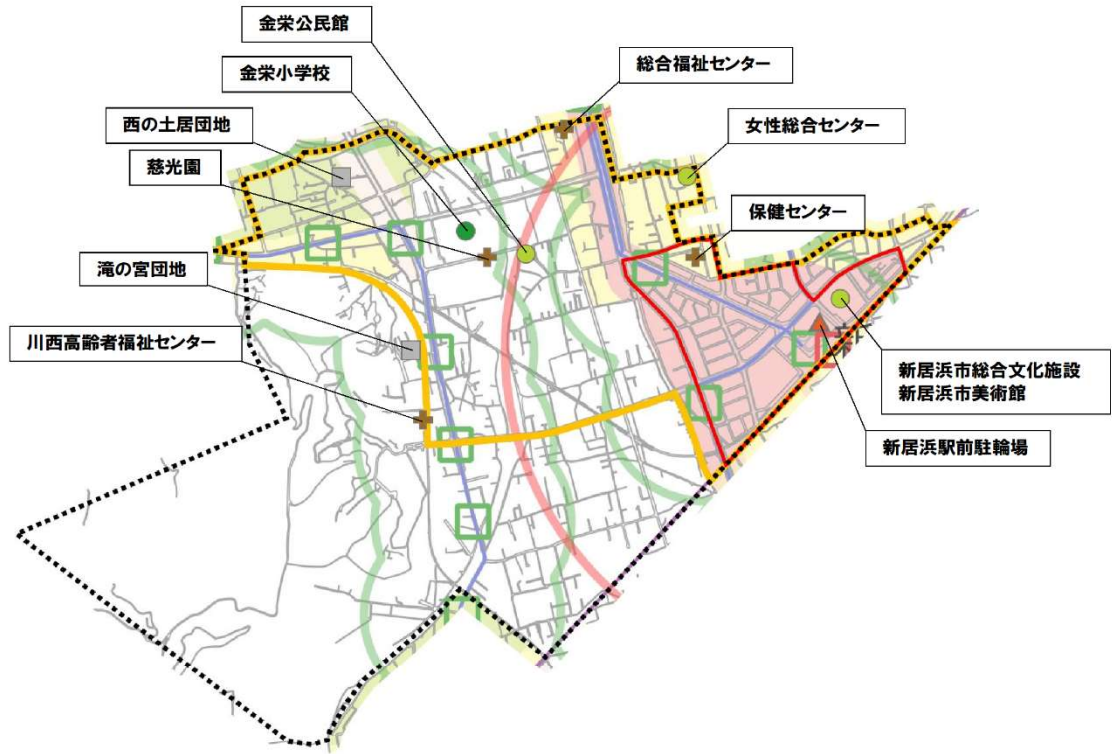 金栄公民館
金栄小学校
総合福祉センター
西の土居団地
女性総合センター
慈光園
保健センター
滝の宮団地
川西高齢者福祉センター
新居浜市総合文化施設
新居浜市美術館
新居浜駅前駐輪場